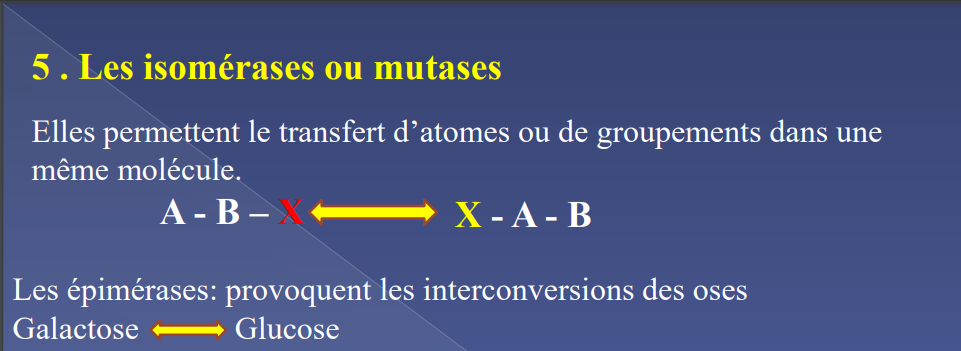 5 . Les isomérases ou mutases
Elles permettent le transfert d’atomes ou de groupements dans une
même molécule.
A - B – X X - A - B
Les épimérases: provoquent les interconversions des oses
Galactose Glucose